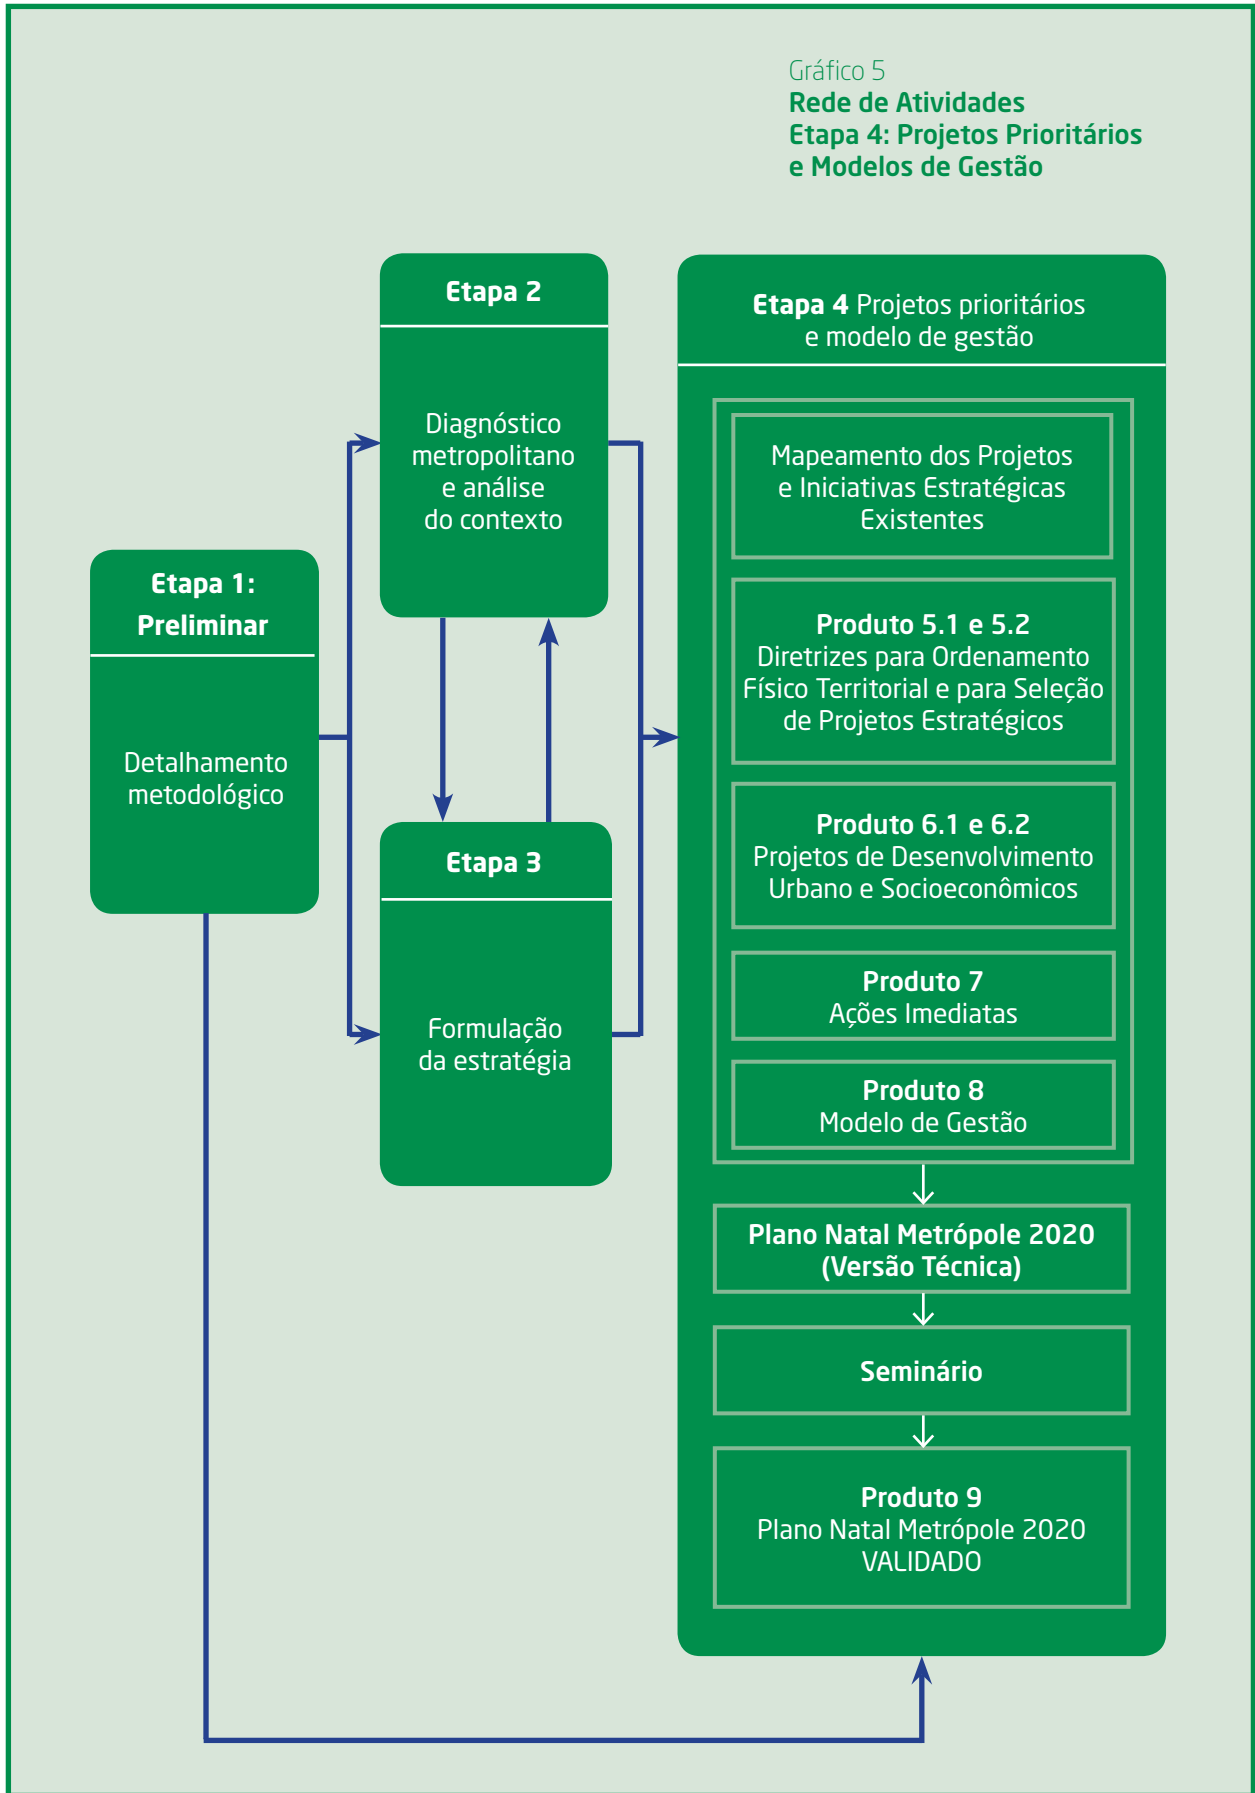 Gráfico 5
Rede de Atividades
Etapa 4: Projetos Prioritários
e Modelos de Gestão
Etapa 1:
Preliminar
Detalhamento
metodológico
Etapa 2
Diagnóstico
metropolitano
e análise
do contexto
Etapa 3
Formulação
da estratégia
Etapa 4 Projetos prioritários
e modelo de gestão
Mapeamento dos Projetos
e Iniciativas Estratégicas
Existentes
Produto 5.1 e 5.2
Diretrizes para Ordenamento
Físico Territorial e para Seleção
de Projetos Estratégicos
Produto 6.1 e 6.2
Projetos de Desenvolvimento
Urbano e Socioeconômicos
Produto 7
Ações Imediatas
Produto 8
Modelo de Gestão
Plano Natal Metrópole 2020
(Versão Técnica)
Seminário
Produto 9
Plano Natal Metrópole 2020
VALIDADO